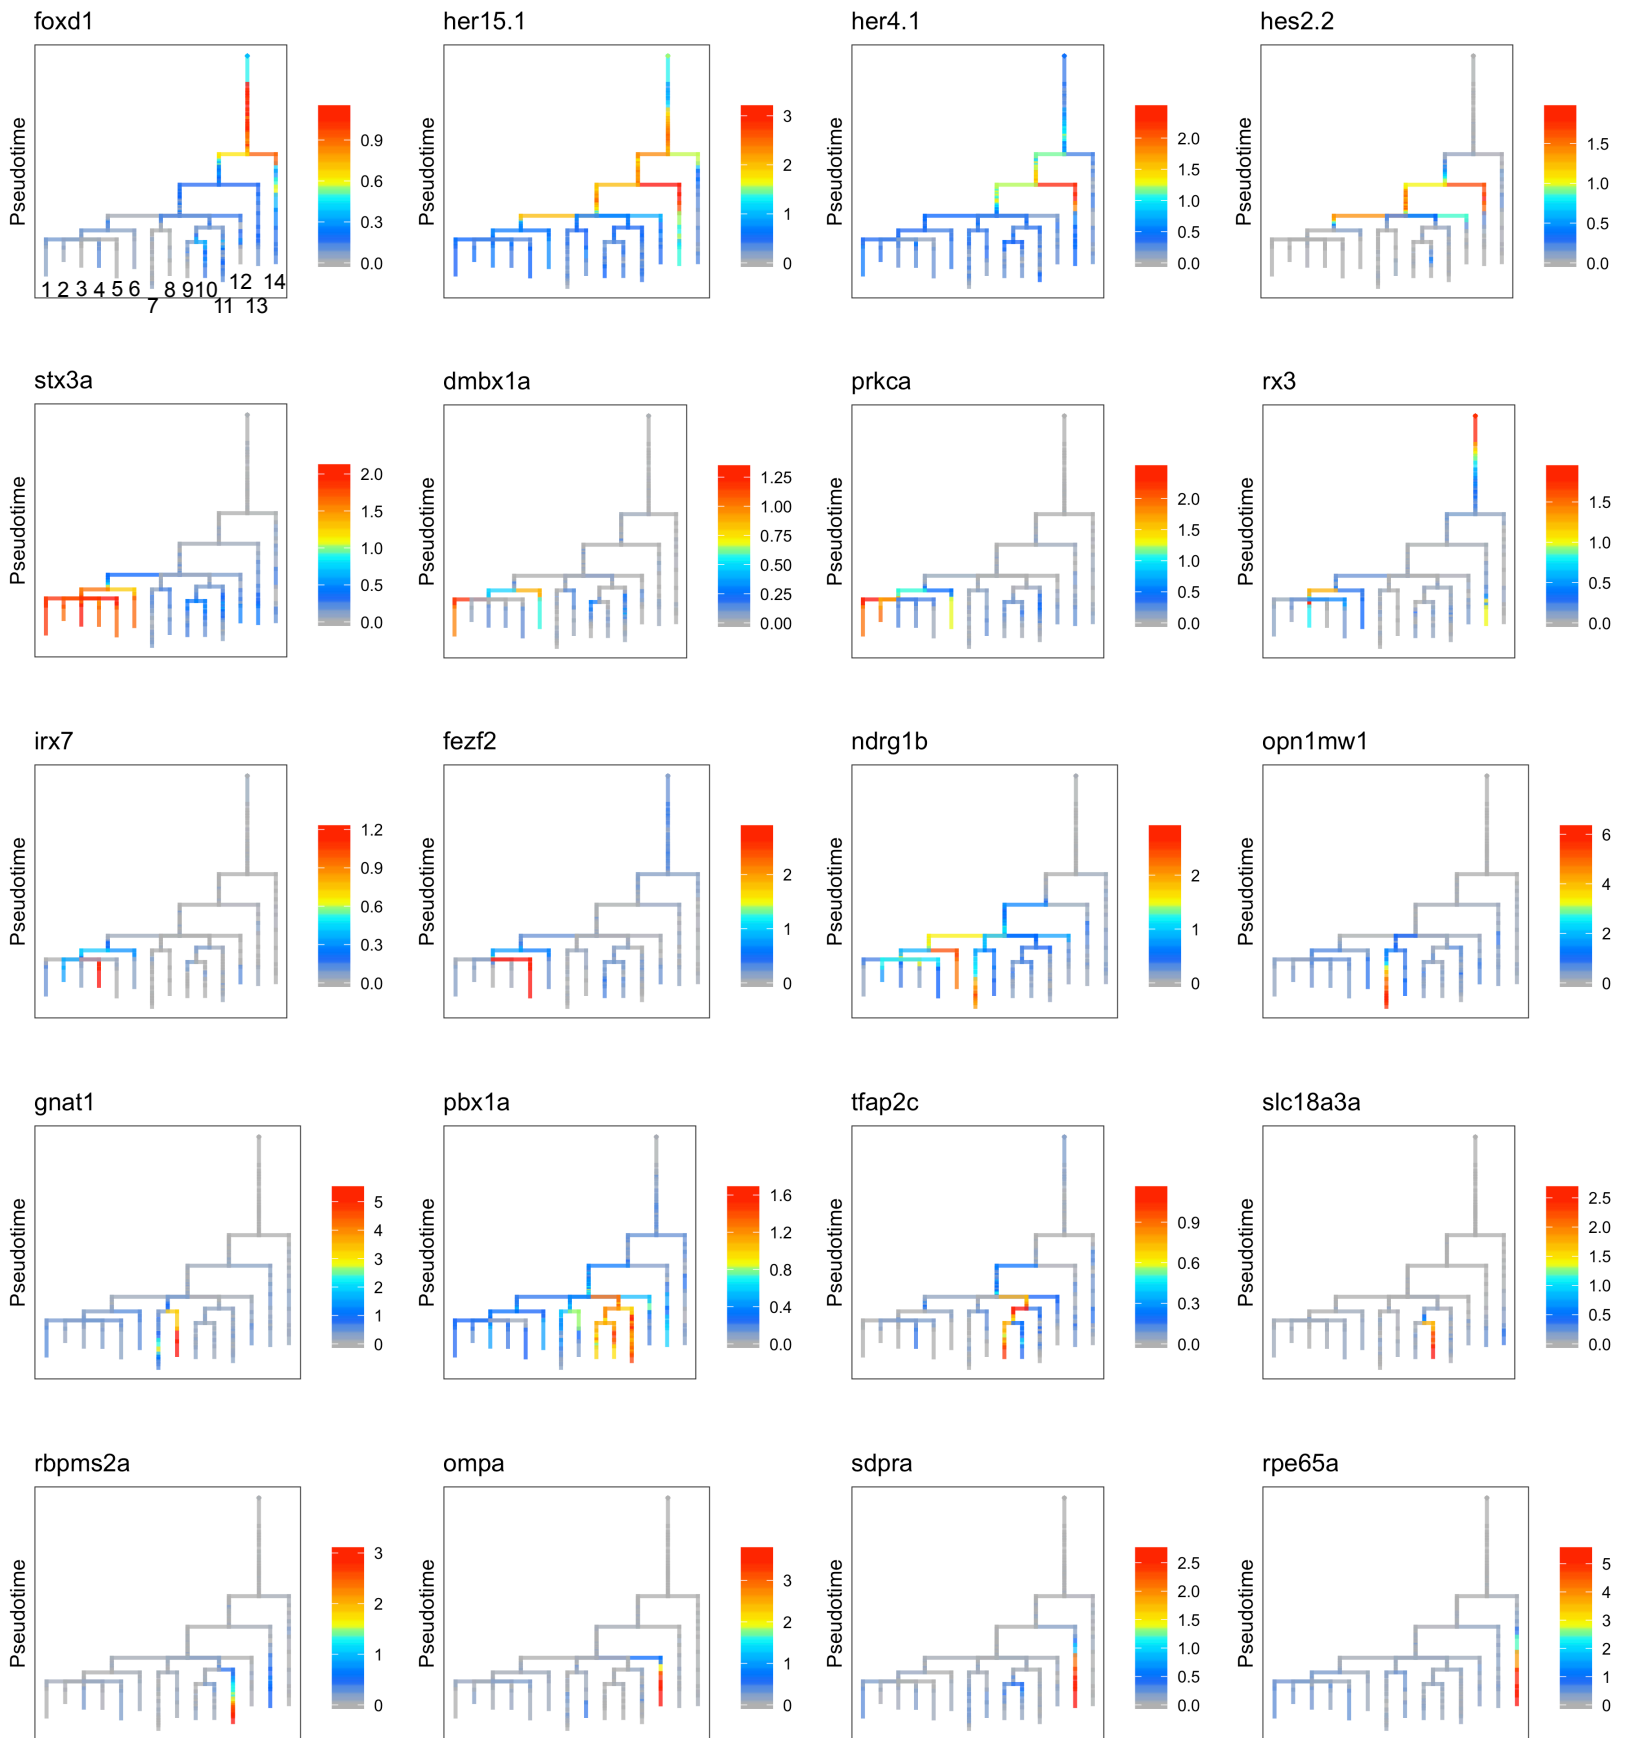 foxd1 her15.1 her4.1 hes2.2
Pseudotime 0.9 0.6 0.3 0.0 Pseudotime 3 2 1 0 Pseudotime 2.0 1.5 1.0 0.5 0.0 Pseudotime 1.5 1.0 0.5 0.0
1 2 3 4 5 6 7 8 9 10 11 12 13 14
stx3a dmbx1a prkca rx3
Pseudotime 2.0 1.5 1.0 0.5 0.0 Pseudotime 1.25 1.00 0.75 0.50 0.25 0.00 Pseudotime 2.0 1.5 1.0 0.5 0.0 Pseudotime 1.5 1.0 0.5 0.0
irx7 fezf2 ndrg1b opn1mw1
Pseudotime 1.2 0.9 0.6 0.3 0.0 Pseudotime 2 1 0 Pseudotime 2 1 0 Pseudotime 6 4 2 0
gnat1 pbx1a tfap2c slc18a3a
Pseudotime 5 4 3 2 1 0 Pseudotime 1.6 1.2 0.8 0.4 0.0 Pseudotime 0.9 0.6 0.3 0.0 Pseudotime 2.5 2.0 1.5 1.0 0.5 0.0
rbpms2a ompa sdpra rpe65a
Pseudotime 3 2 1 0 Pseudotime 3 2 1 0 Pseudotime 2.5 2.0 1.5 1.0 0.5 0.0 Pseudotime 5 4 3 2 1 0